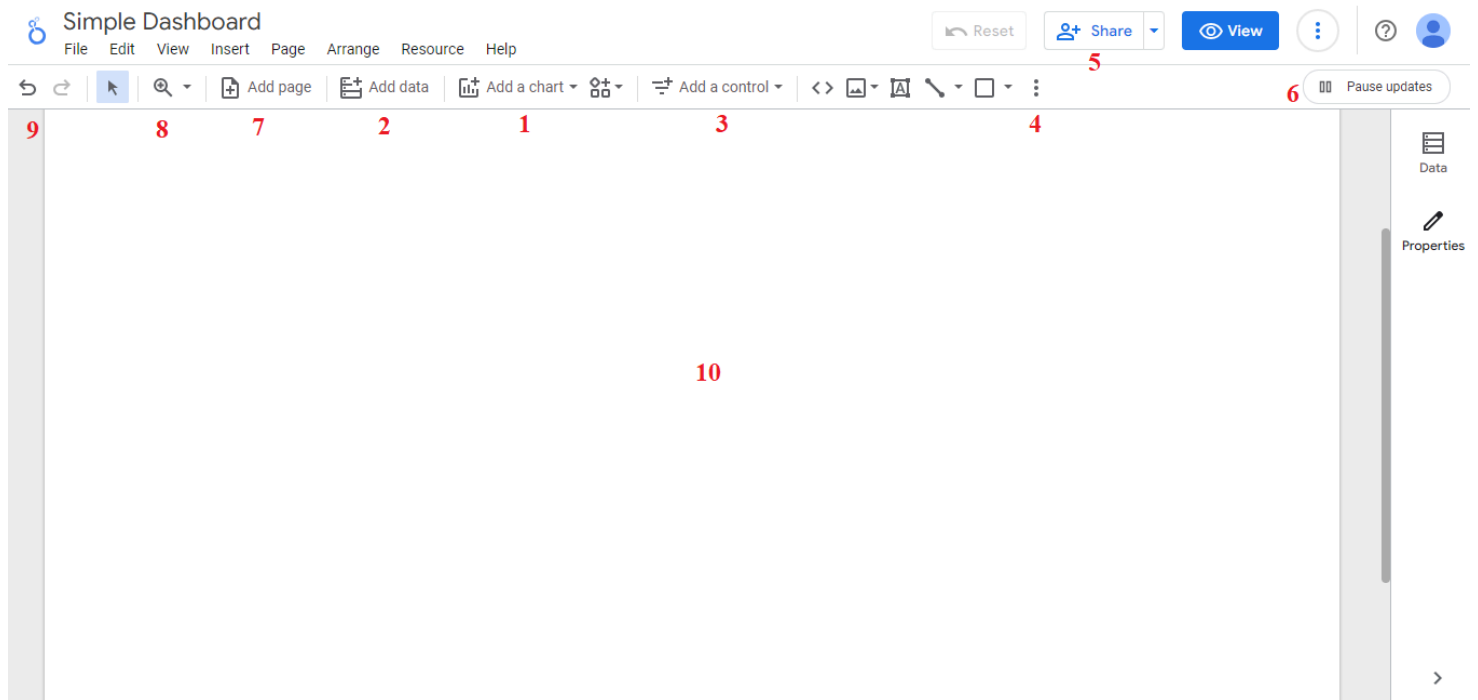 Simple Dashboard
File Edit View Insert Page Arrange Resource Help
Reset Share View
5
Add page Add data Add a chart Add a control A Pause updates
6
9 8 7 2 1 3 4
Data
Properties
10